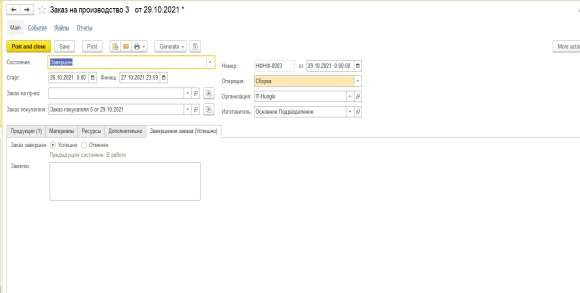 Заказ на производство 3 от 29.10.2021 *
Main События Файлы Отчеты
Post and close Save Post Generate More actio
Состояние: Завершен
Номер: НФНФ-0003 от: 29.10.2021 0:00:00
Старт: 26.10.2021 0:00 Финиш: 27.10.2021 23:59
Операция: Сборка
Заказ на пр-во:
Организация: IT-Hungle
Заказ покупателя: Заказ покупателя 5 от 29.10.2021
Изготовитель: Основное Подразделение
Продукция (1) Материалы Ресурсы Дополнительно Завершение заказа (Успешно)
Заказ завершен: Успешно Отменен
Предыдущее состояние: В работе
Заметки: